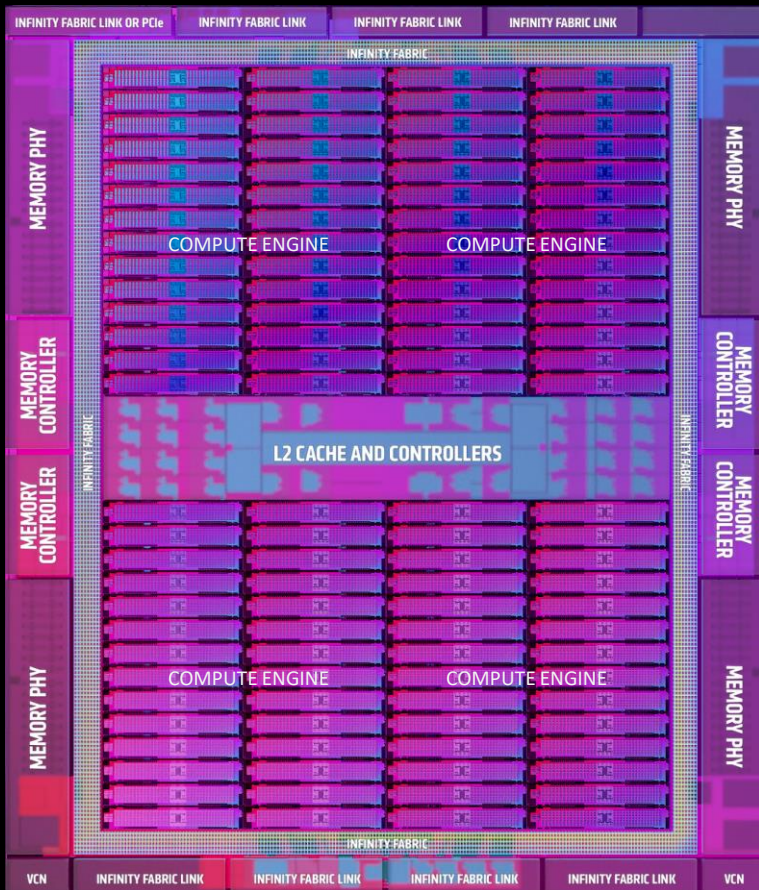 INFINITY FABRIC LINK OR PCIe
INFINITY FABRIC LINK
INFINITY FABRIC LINK
INFINITY FABRIC LINK
INFINITY FABRIC
MEMORY PHY
MEMORY PHY
COMPUTE ENGINE
COMPUTE ENGINE
MEMORY
CONTROLLER
MEMORY
CONTROLLER
INFINITY FABRIC
L2 CACHE AND CONTROLLERS
INFINITY FABRIC
MEMORY
CONTROLLER
MEMORY
CONTROLLER
COMPUTE ENGINE
COMPUTE ENGINE
MEMORY PHY
MEMORY PHY
INFINITY FABRIC
VCN
INFINITY FABRIC LINK
INFINITY FABRIC LINK
INFINITY FABRIC LINK
INFINITY FABRIC LINK
VCN